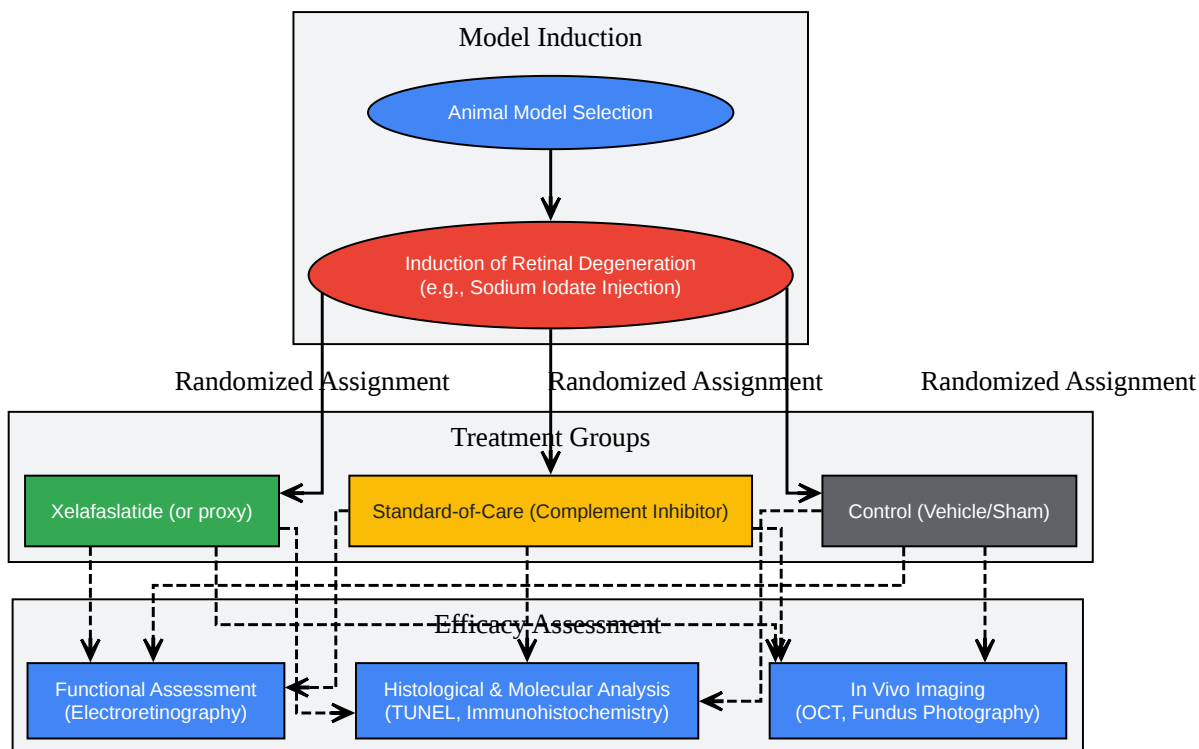 Model Induction
Animal Model Selection
Induction of Retinal Degeneration
(e.g., Sodium Iodate Injection)
Randomized Assignment
Randomized Assignment
Randomized Assignment
Treatment Groups
Xelafaslatide (or proxy)
Standard-of-Care (Complement Inhibitor)
Control (Vehicle/Sham)
Efficacy Assessment
Functional Assessment
(Electroretinography)
Histological & Molecular Analysis
(TUNEL, Immunohistochemistry)
In Vivo Imaging
(OCT, Fundus Photography)